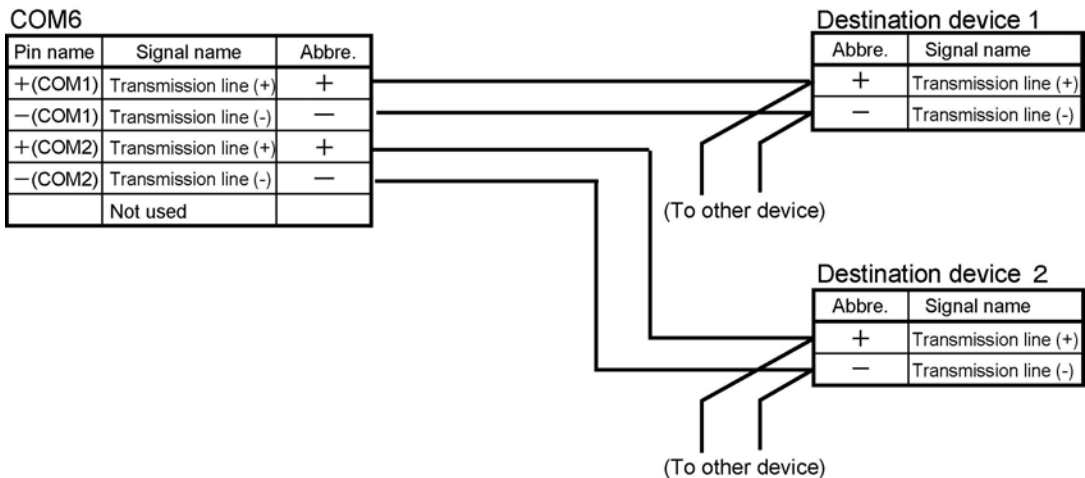 COM6
Pin name Signal name Abbre.
+(COM1) Transmission line (+) +
−(COM1) Transmission line (-) −
+(COM2) Transmission line (+) +
−(COM2) Transmission line (-) −
Not used
Destination device 1
Abbre. Signal name
+ Transmission line (+)
− Transmission line (-)
(To other device)
Destination device 2
Abbre. Signal name
+ Transmission line (+)
− Transmission line (-)
(To other device)